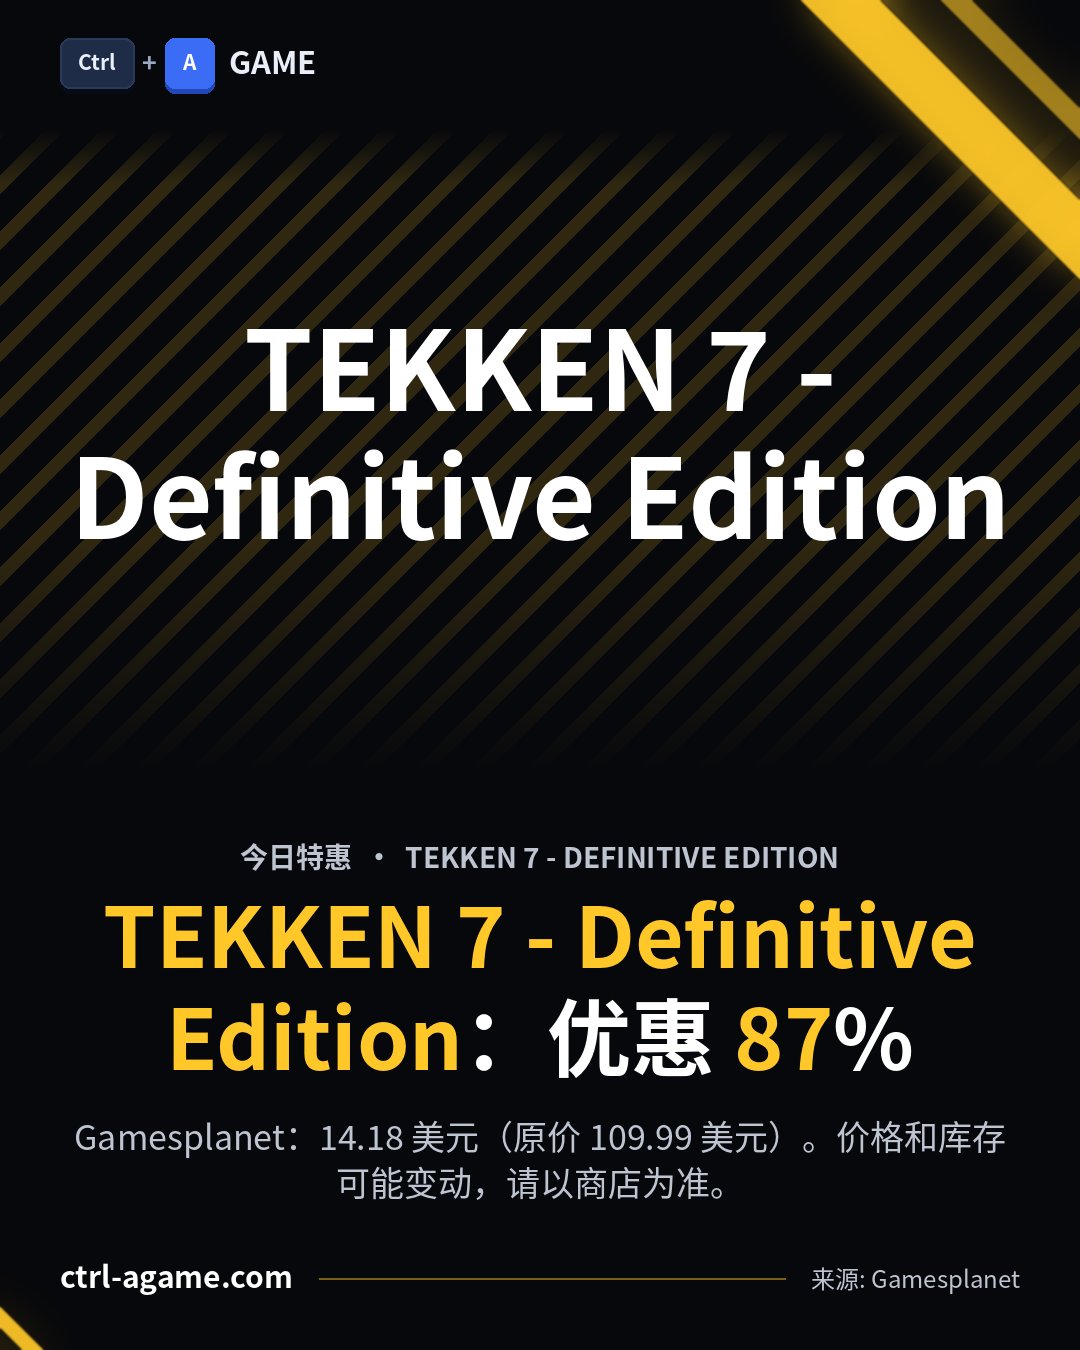 Ctrl + A GAME
TEKKEN 7 -
Definitive Edition
今日特惠 • TEKKEN 7 - DEFINITIVE EDITION
TEKKEN 7 - Definitive
Edition：优惠 87%
Gamesplanet：14.18 美元（原价 109.99 美元）。价格和库存
可能变动，请以商店为准。
ctrl-agame.com
来源: Gamesplanet